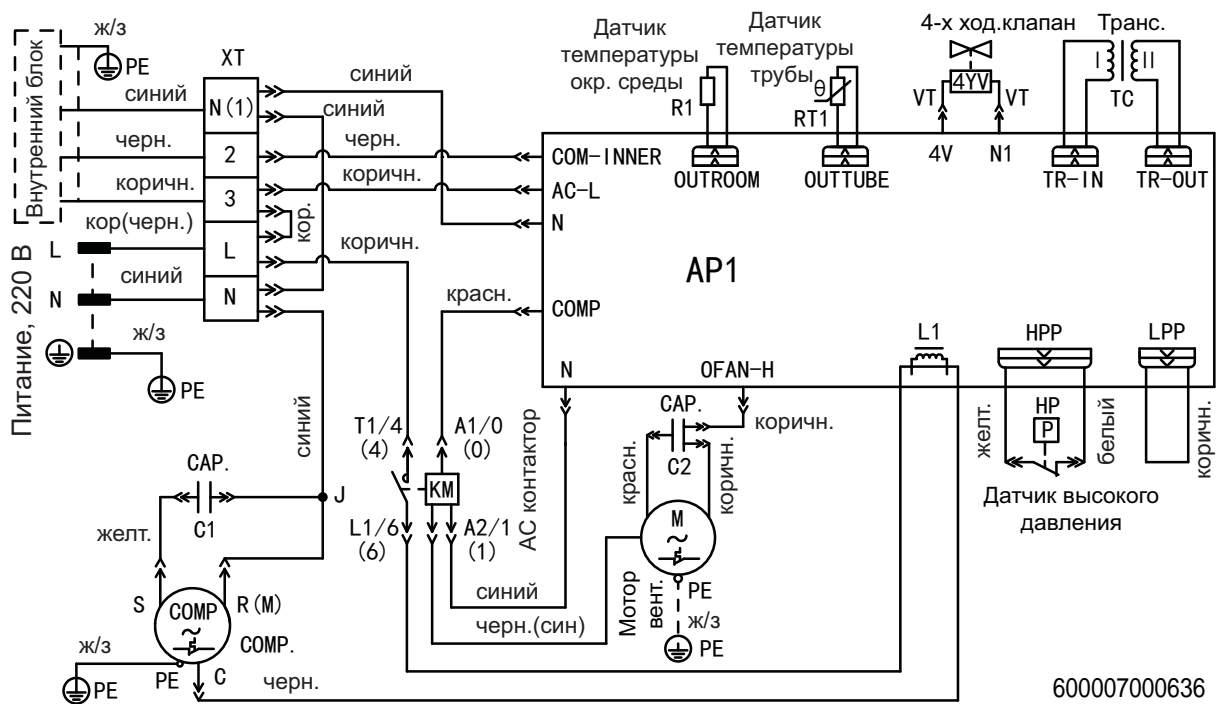 ж/з
PE
Внутренний блок
XT
синий
синий
синий
N(1)
черн.
2
черн.
коричн.
3
коричн.
кор(черн.)
кор.
L
L
коричн.
N
синий
N
ж/з
PE
Питание, 220 В
Датчик
температуры
окр. среды
R1
Датчик
температуры
трубы
θ
RT1
4-х ход.клапан
4YV
VT
VT
Транс.
I
II
TC
COM-INNER
OUTROOM
OUTTUBE
4V
N1
TR-IN
TR-OUT
AC-L
N
AP1
красн.
COMP
L1
HPP
LPP
N
OFAN-H
синий
T1/4
(4)
A1/0
(0)
АС контактор
CAP.
коричн.
C2
красн.
коричн.
желт.
HP
P
белый
коричн.
Датчик высокого
давления
CAP.
C1
J
KM
L1/6
(6)
A2/1
(1)
M
~
желт.
синий
черн.(син)
Мотор
вент.
PE
ж/з
PE
S
COMP
~
R(M)
COMP.
ж/з
PE
PE
C
черн.
600007000636